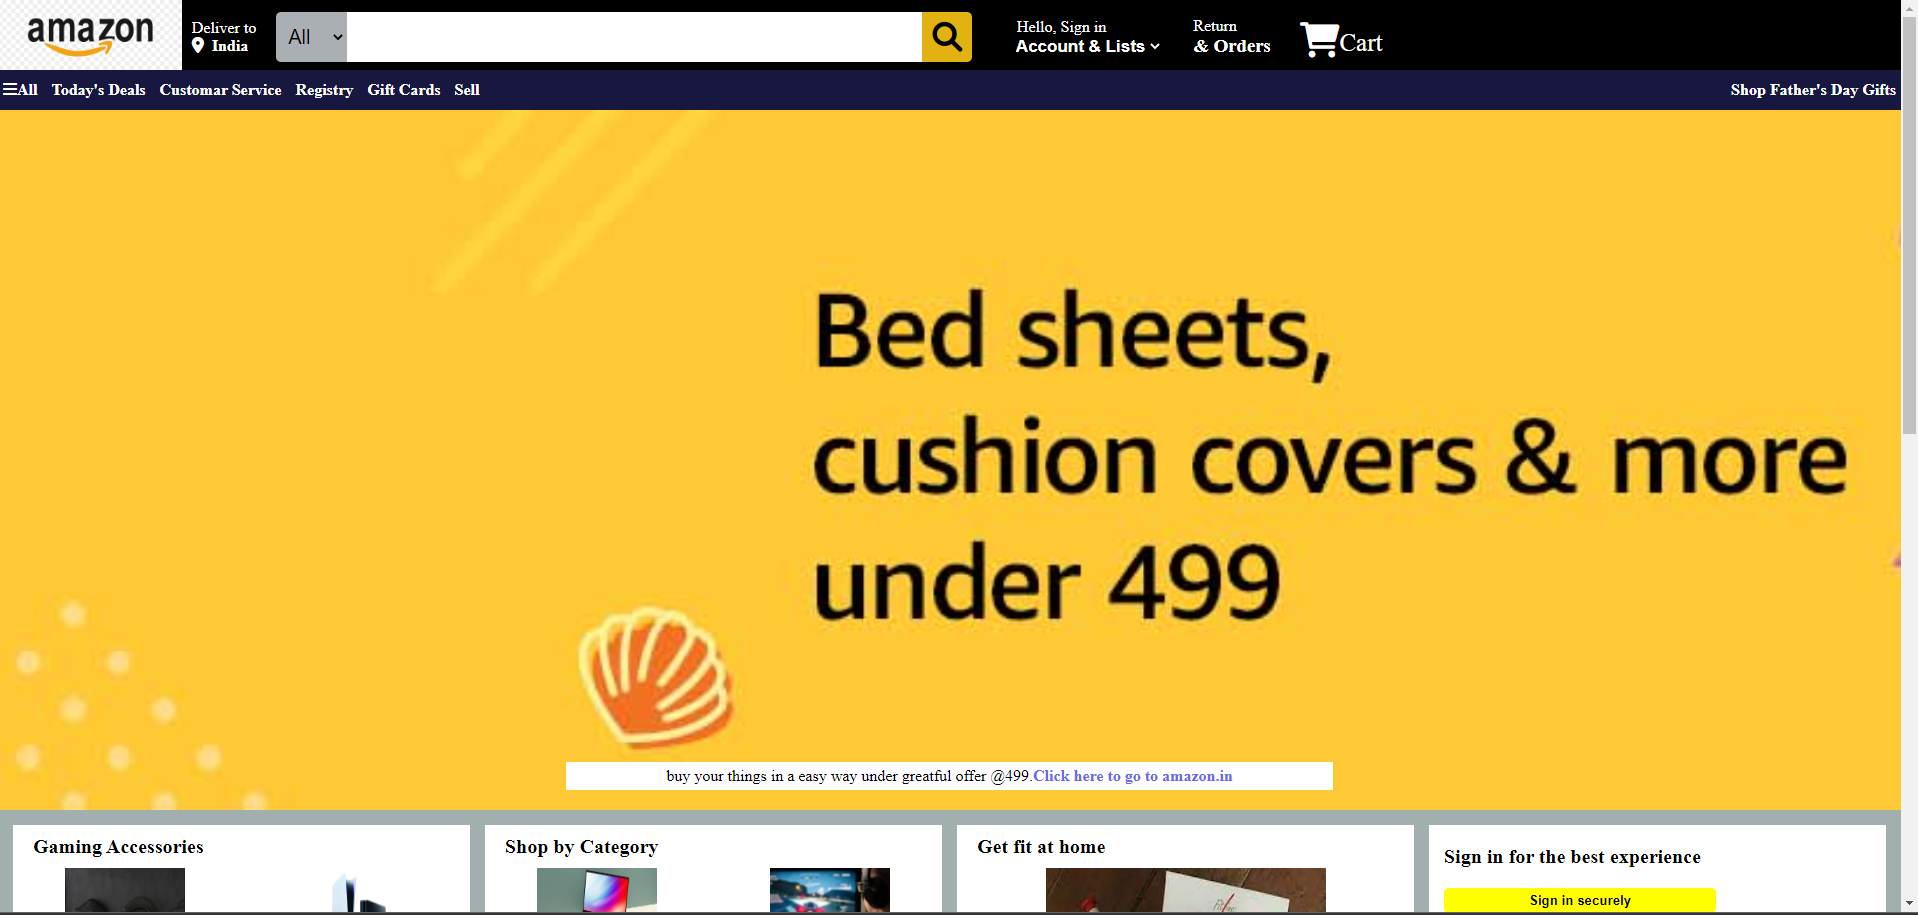 amazon
Deliver to
India
All
Hello, Sign in
Account & Lists
Return
& Orders
Cart
All Today's Deals Customar Service Registry Gift Cards Sell Shop Father's Day Gifts
Bed sheets,
cushion covers & more
under 499
buy your things in a easy way under greatful offer @499.Click here to go to amazon.in
Gaming Accessories
Shop by Category
Get fit at home
Sign in for the best experience
Sign in securely